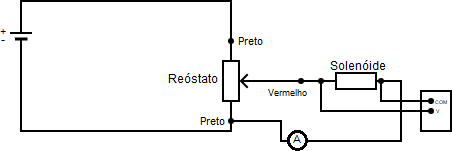 +
-
Preto
Reóstato
Solenóide
Vermelho
COM
V
Preto
A